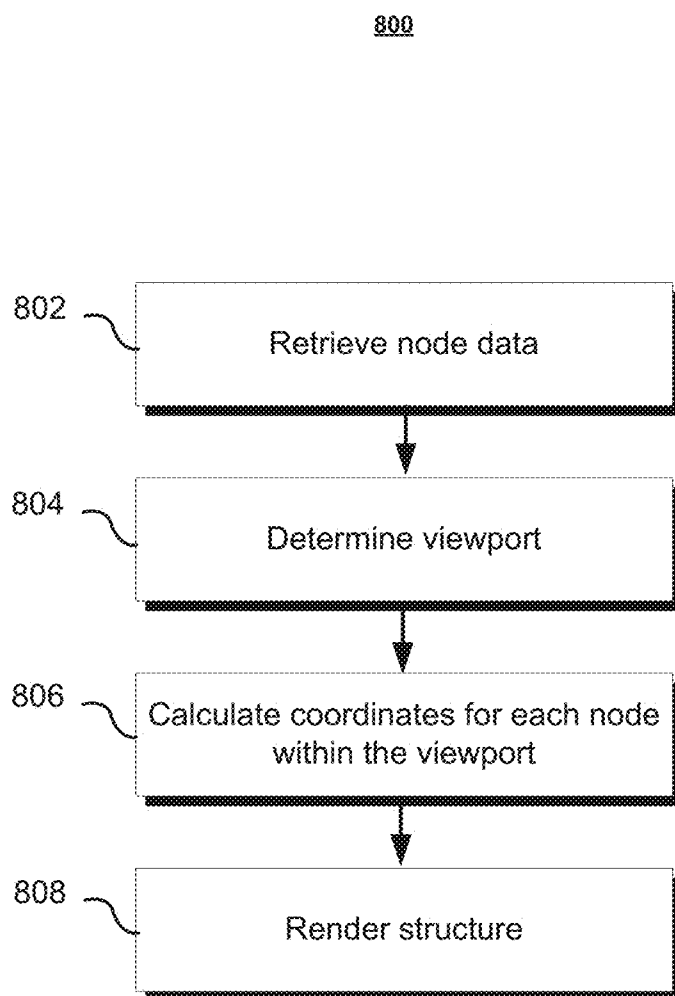 800
802
Retrieve node data
804
Determine viewport
806
Calculate coordinates for each node
within the viewport
808
Render structure